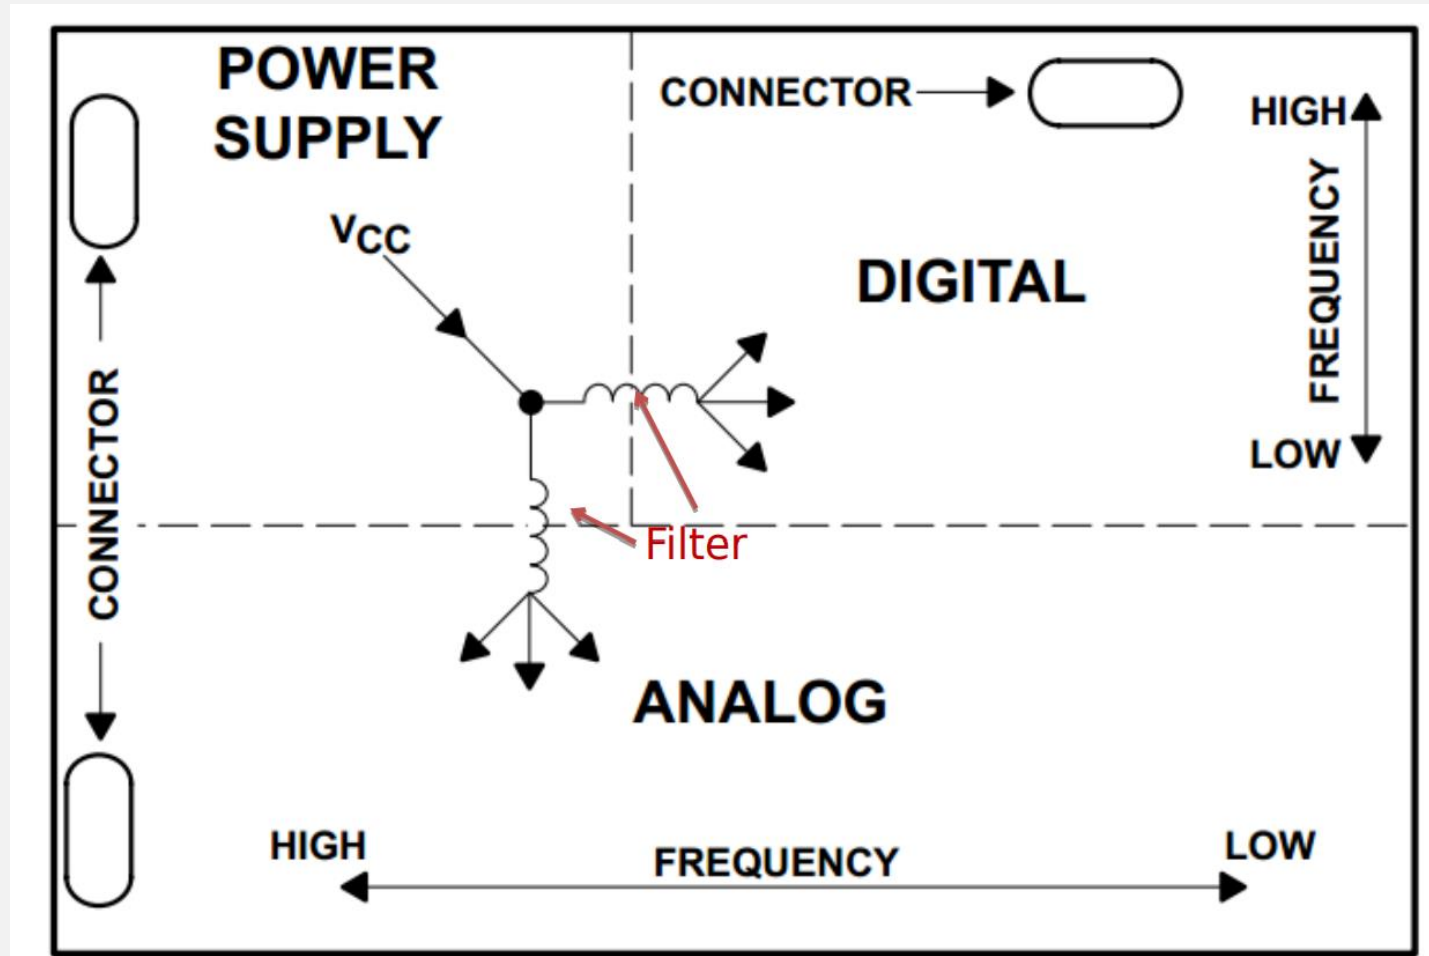 POWER
SUPPLY
CONNECTOR
HIGH
FREQUENCY
LOW
VCC
DIGITAL
CONNECTOR
Filter
ANALOG
HIGH
FREQUENCY
LOW